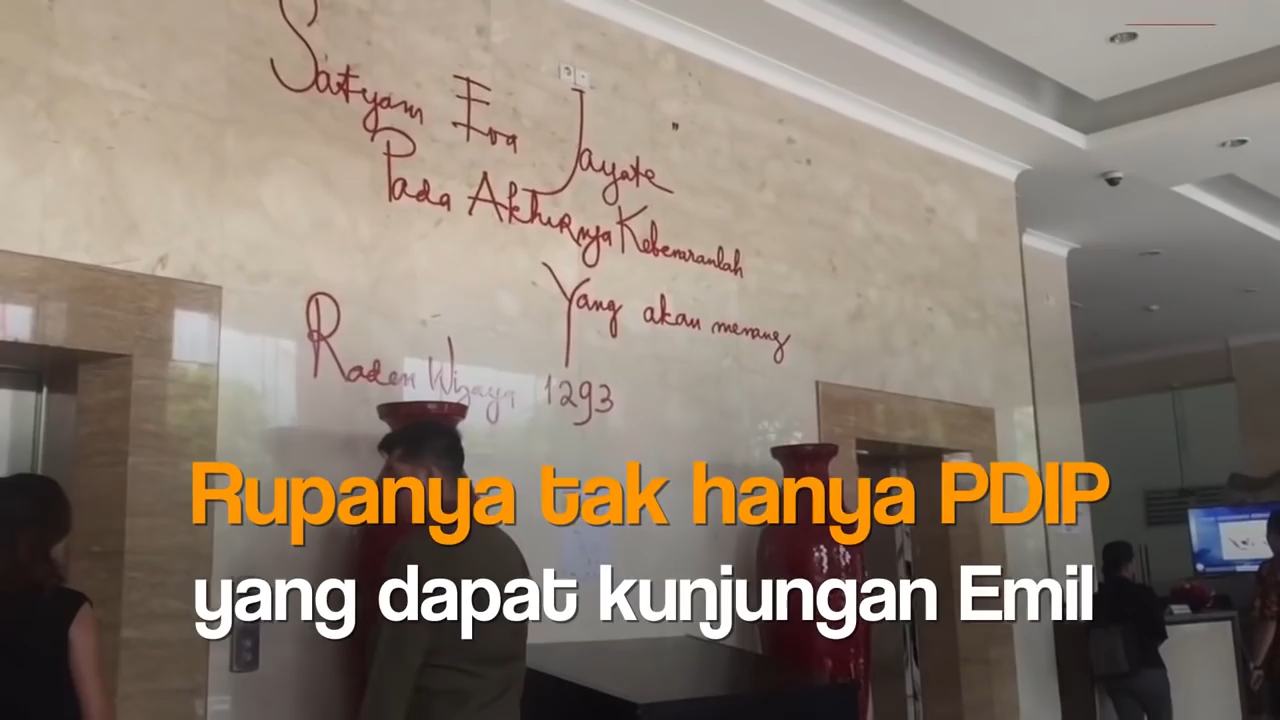 Satyam Eva Jayate"
Pada Akhirnya Kebenaranlah
Yang akan menang
Raden Wijaya 1293
Rupanya tak hanya PDIP
yang dapat kunjungan Emil